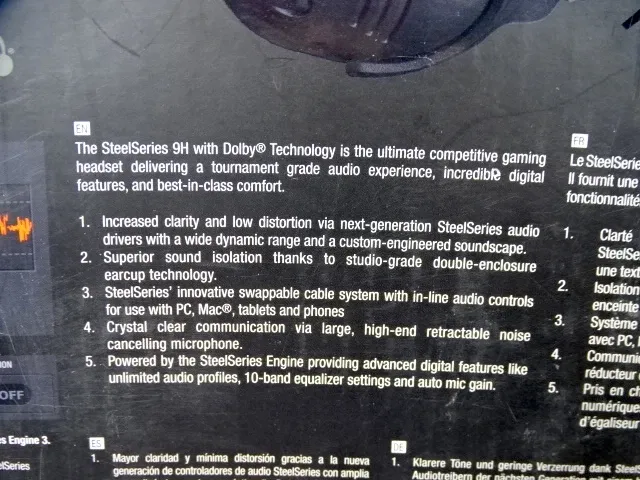 EN
The SteelSeries 9H with Dolby® Technology is the ultimate competitive gaming
headset delivering a tournament grade audio experience, incredible digital
features, and best-in-class comfort.
1. Increased clarity and low distortion via next-generation SteelSeries audio
drivers with a wide dynamic range and a custom-engineered soundscape.
2. Superior sound isolation thanks to studio-grade double-enclosure
earcup technology.
3. SteelSeries' innovative swappable cable system with in-line audio controls
for use with PC, Mac®, tablets and phones
4. Crystal clear communication via large, high-end retractable noise
cancelling microphone.
5. Powered by the SteelSeries Engine providing advanced digital features like
unlimited audio profiles, 10-band equalizer settings and auto mic gain.
FR
Le SteelSerie
Il fournit une
fonctionnalité
1. Clarté
SteelSe
une text
2. Isolation
enceinte
3. Système
avec PC,
4. Communi
réducteur
5. Pris en ch
numérique
d'égaliseur
ION
OFF
es Engine 3.
elSeries
ES
1. Mayor claridad y mínima distorsión gracias a la nueva
generación de controladores de audio SteelSeries con amplia
DE
1. Klarere Töne und geringe Verzerrung dank SteelS
Audiotreibern der nächsten Generation mit